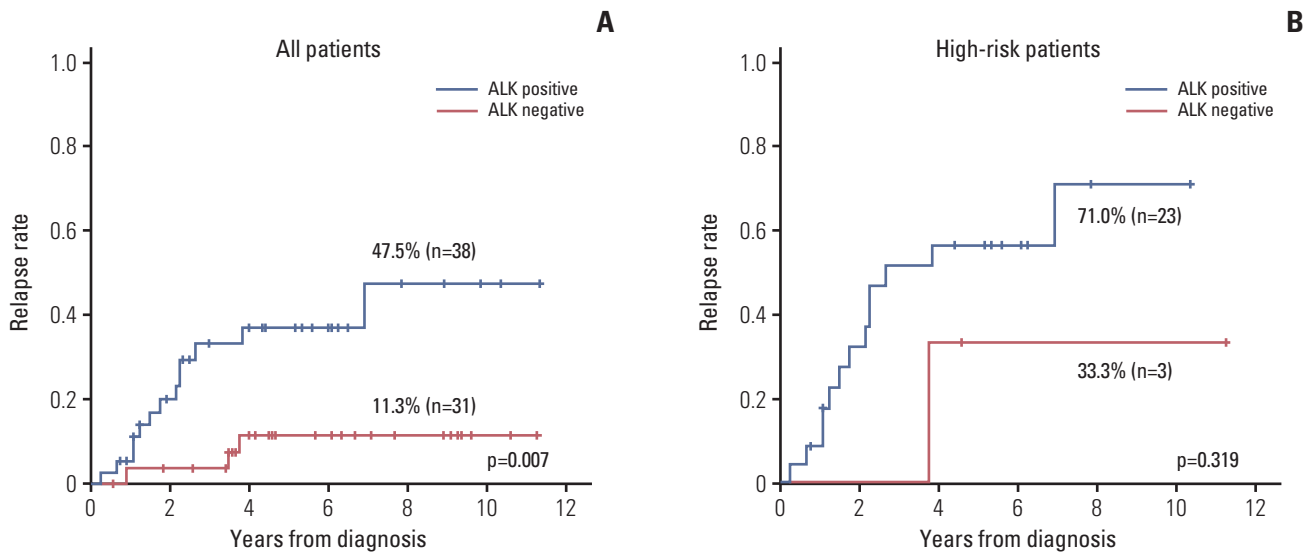 A
All patients
ALK positive
ALK negative
Relapse rate
1.0
0.8
0.6
0.4
0.2
0
47.5% (n=38)
11.3% (n=31)
p=0.007
0 2 4 6 8 10 12
Years from diagnosis
B
High-risk patients
ALK positive
ALK negative
Relapse rate
1.0
0.8
0.6
0.4
0.2
0
71.0% (n=23)
33.3% (n=3)
p=0.319
0 2 4 6 8 10 12
Years from diagnosis